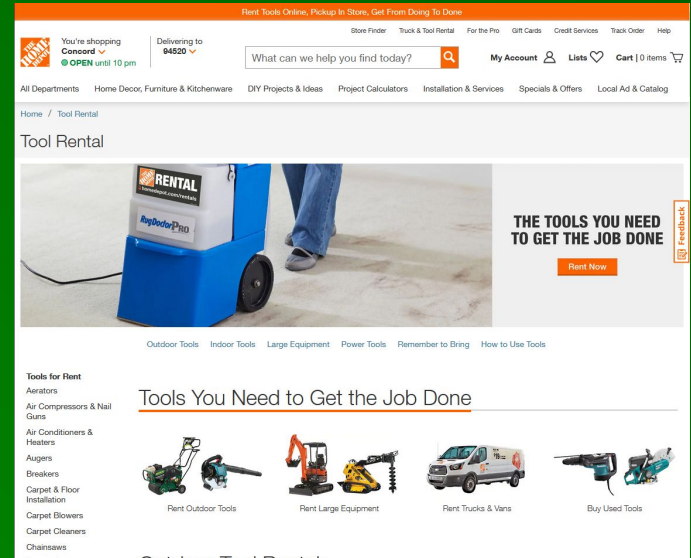 Rent Tools Online, Pickup In Store, Get From Doing To Done
Store Finder Truck & Tool Rental For the Pro Gift Cards Credit Services Track Order Help
THE HOME DEPOT
You're shopping
Concord
OPEN until 10 pm
Delivering to
94520
What can we help you find today?
My Account Lists Cart | 0 items
All Departments Home Decor, Furniture & Kitchenware DIY Projects & Ideas Project Calculators Installation & Services Specials & Offers Local Ad & Catalog
Home / Tool Rental
Tool Rental
RENTAL
homedepot.com/rentals
RugDoctorPRO
THE TOOLS YOU NEED
TO GET THE JOB DONE
Rent Now
Feedback
Outdoor Tools Indoor Tools Large Equipment Power Tools Remember to Bring How to Use Tools
Tools for Rent
Aerators
Air Compressors & Nail
Guns
Air Conditioners &
Heaters
Augers
Breakers
Carpet & Floor
Installation
Carpet Blowers
Carpet Cleaners
Chainsaws
Tools You Need to Get the Job Done
Rent Outdoor Tools
Rent Large Equipment
Rent Trucks & Vans
Buy Used Tools